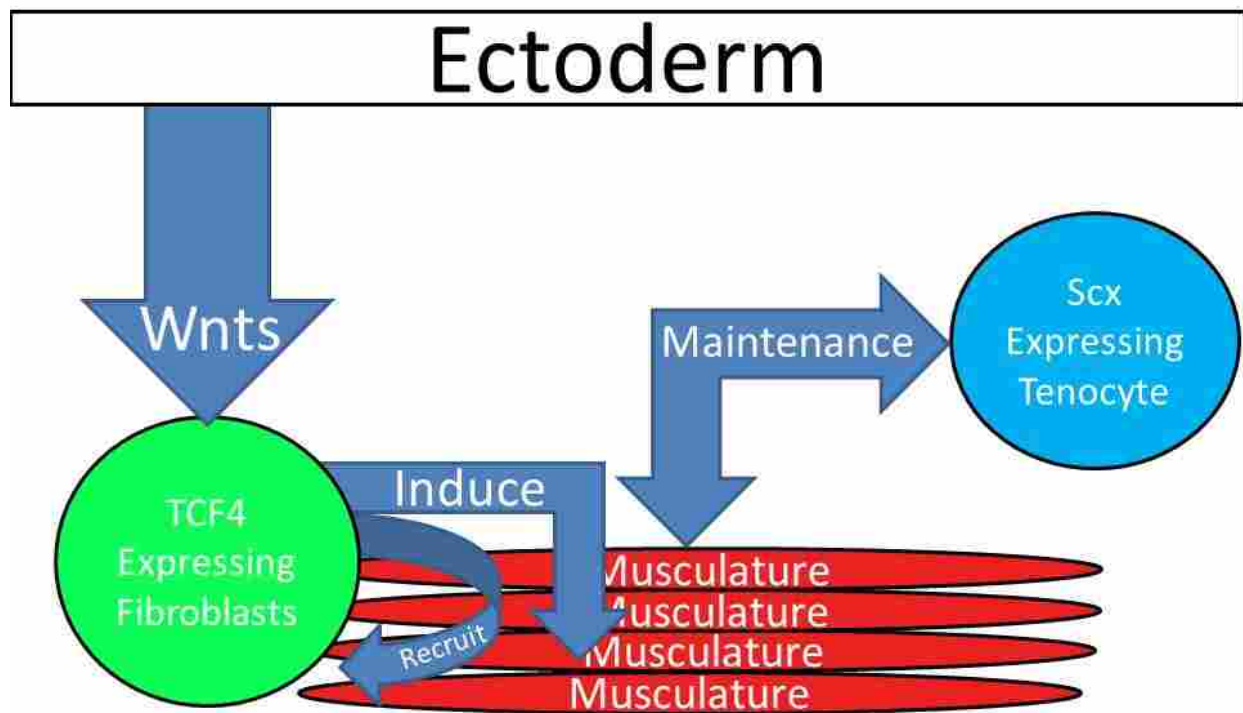 Ectoderm
Wnts
Scx
Expressing
Tenocyte
Maintenance
Induce
TCF4
Expressing
Fibroblasts
Recruit
Musculature
Musculature
Musculature
Musculature